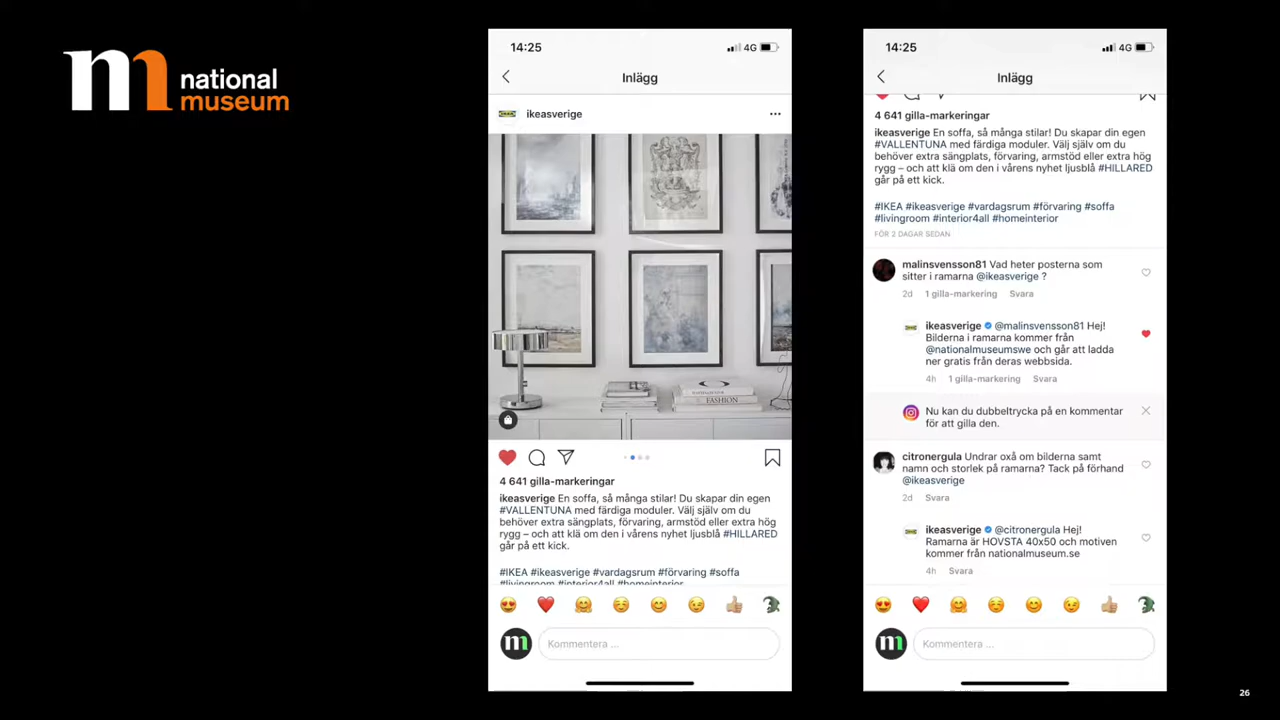 m national
museum
14:25
4G
Inlägg
ikeasverige
FASHION
4 641 gilla-markeringar
ikeasverige En soffa, så många stilar! Du skapar din egen
#VALLENTUNA med färdiga moduler. Välj själv om du
behöver extra sängplats, förvaring, armstöd eller extra hög
rygg – och att klä om den i vårens nyhet ljusblå #HILLARED
går på ett kick.
#IKEA #ikeasverige #vardagsrum #förvaring #soffa
#livingroom #interior4all #homeinterior
m
Kommentera ...
14:25
4G
Inlägg
4 641 gilla-markeringar
ikeasverige En soffa, så många stilar! Du skapar din egen
#VALLENTUNA med färdiga moduler. Välj själv om du
behöver extra sängplats, förvaring, armstöd eller extra hög
rygg – och att klä om den i vårens nyhet ljusblå #HILLARED
går på ett kick.
#IKEA #ikeasverige #vardagsrum #förvaring #soffa
#livingroom #interior4all #homeinterior
FÖR 2 DAGAR SEDAN
malinsvensson81 Vad heter posterna som
sitter i ramarna @ikeasverige ?
2d 1 gilla-markering Svara
ikeasverige @malinsvensson81 Hej!
Bilderna i ramarna kommer från
@nationalmuseumswe och går att ladda
ner gratis från deras webbsida.
4h 1 gilla-markering Svara
Nu kan du dubbeltrycka på en kommentar
för att gilla den.
citronergula Undrar oxå om bilderna samt
namn och storlek på ramarna? Tack på förhand
@ikeasverige
2d Svara
ikeasverige @citronergula Hej!
Ramarna är HOVSTA 40x50 och motiven
kommer från nationalmuseum.se
4h Svara
m
Kommentera ...
26